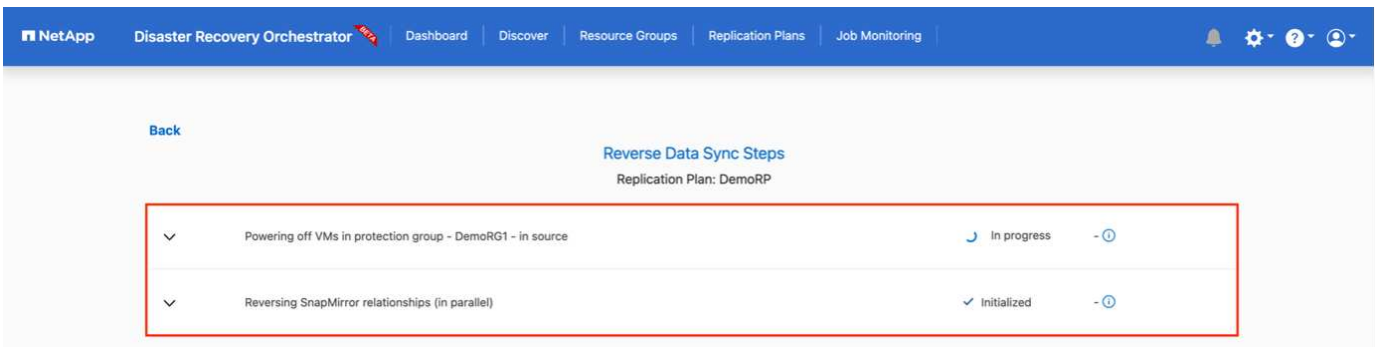 NetApp Disaster Recovery Orchestrator BETA Dashboard Discover Resource Groups Replication Plans Job Monitoring
Back
Reverse Data Sync Steps
Replication Plan: DemoRP
Powering off VMs in protection group - DemoRG1 - in source In progress -
Reversing SnapMirror relationships (in parallel) Initialized -